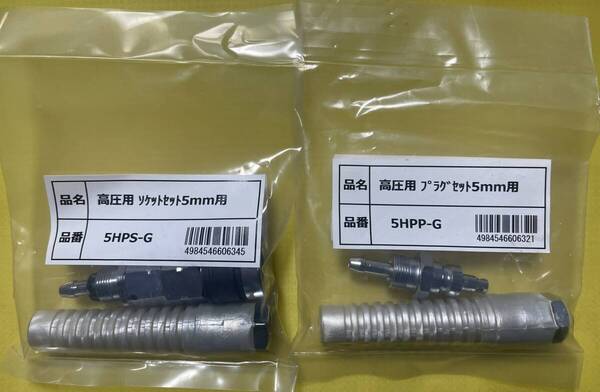 品名 高圧用 ソケットセット5mm用
品番 5HPS-G
4984546606345
品名 高圧用 プラグセット5mm用
品番 5HPP-G
4984546606321